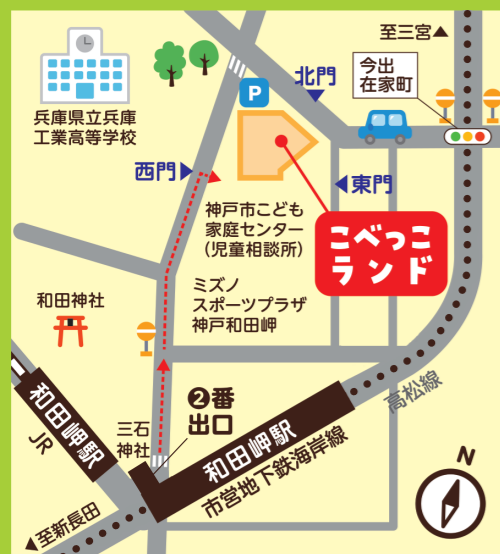 至三宮▲
今出
在家町
北門
P
兵庫県立兵庫
工業高等学校
西門
東門
神戸市こども
家庭センター
(児童相談所)
こべっこ
ランド
ミズノ
スポーツプラザ
神戸和田岬
和田神社
高松線
❷番
出口
三石
神社
和田岬駅
JR
和田岬駅
市営地下鉄海岸線
◀至新長田
N